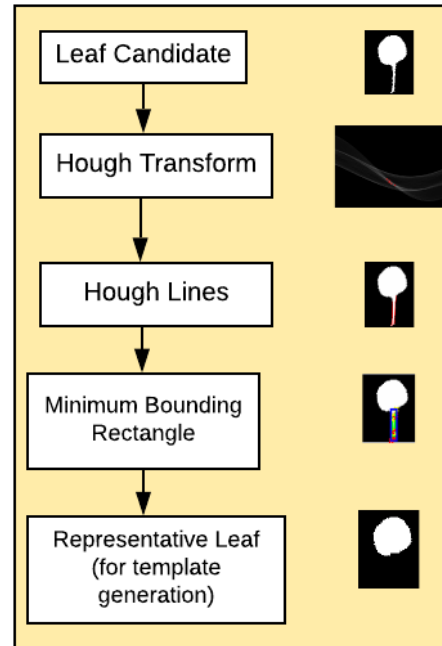 Leaf Candidate
Hough Transform
Hough Lines
Minimum Bounding
Rectangle
Representative Leaf
(for template
generation)